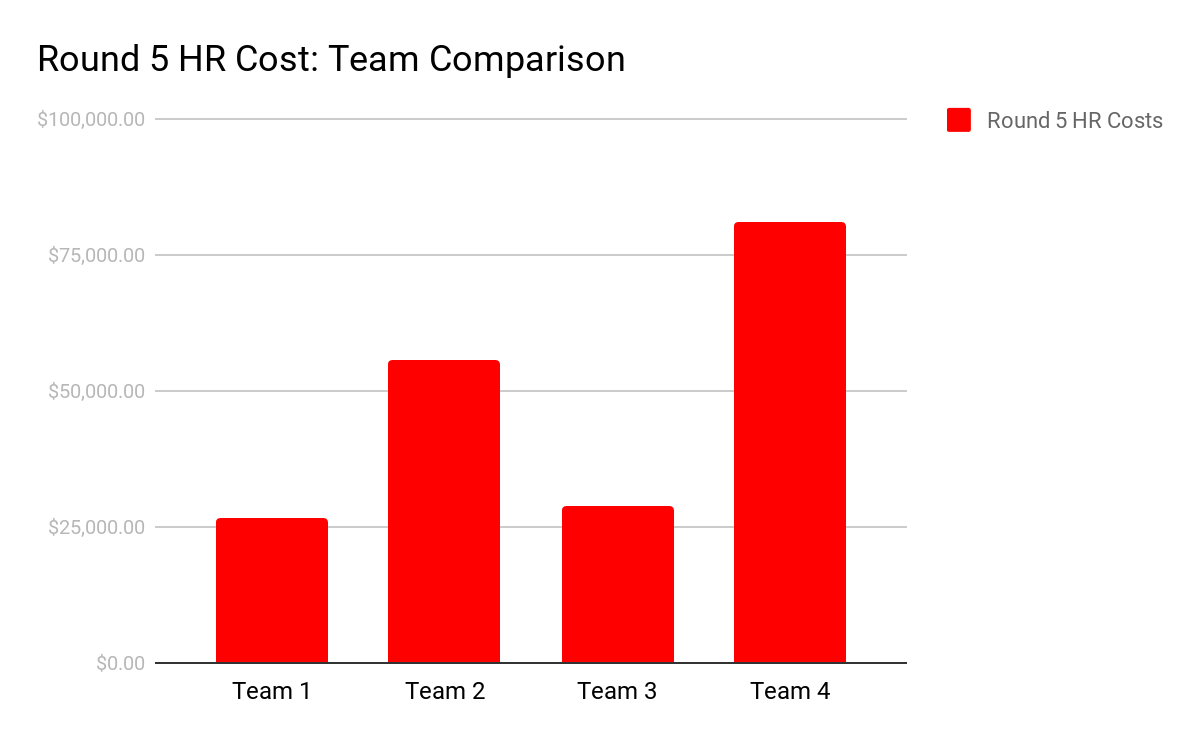 Round 5 HR Cost: Team Comparison
$100,000.00
Round 5 HR Costs
$75,000.00
$50,000.00
$25,000.00
$0.00
Team 1
Team 2
Team 3
Team 4